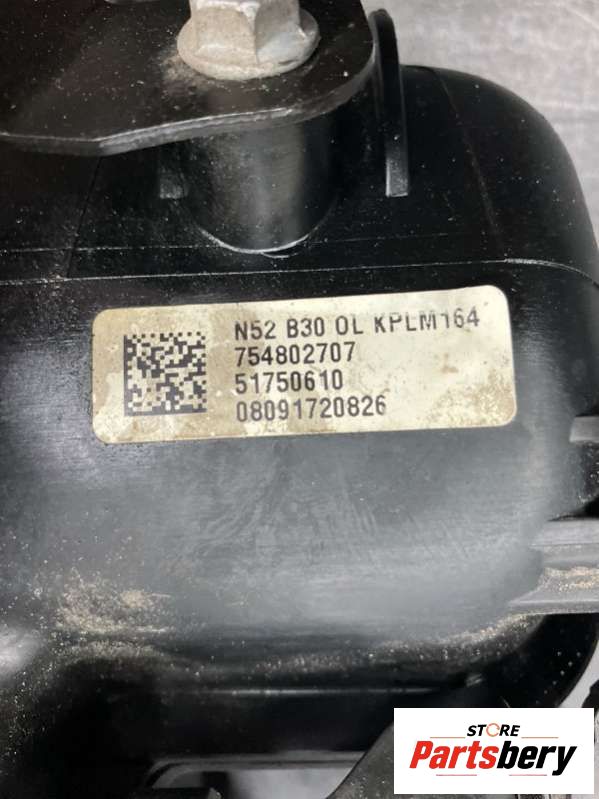 N52 B30 OL KPLM164
754802707
51750610
08091720826
STORE
Partsbery